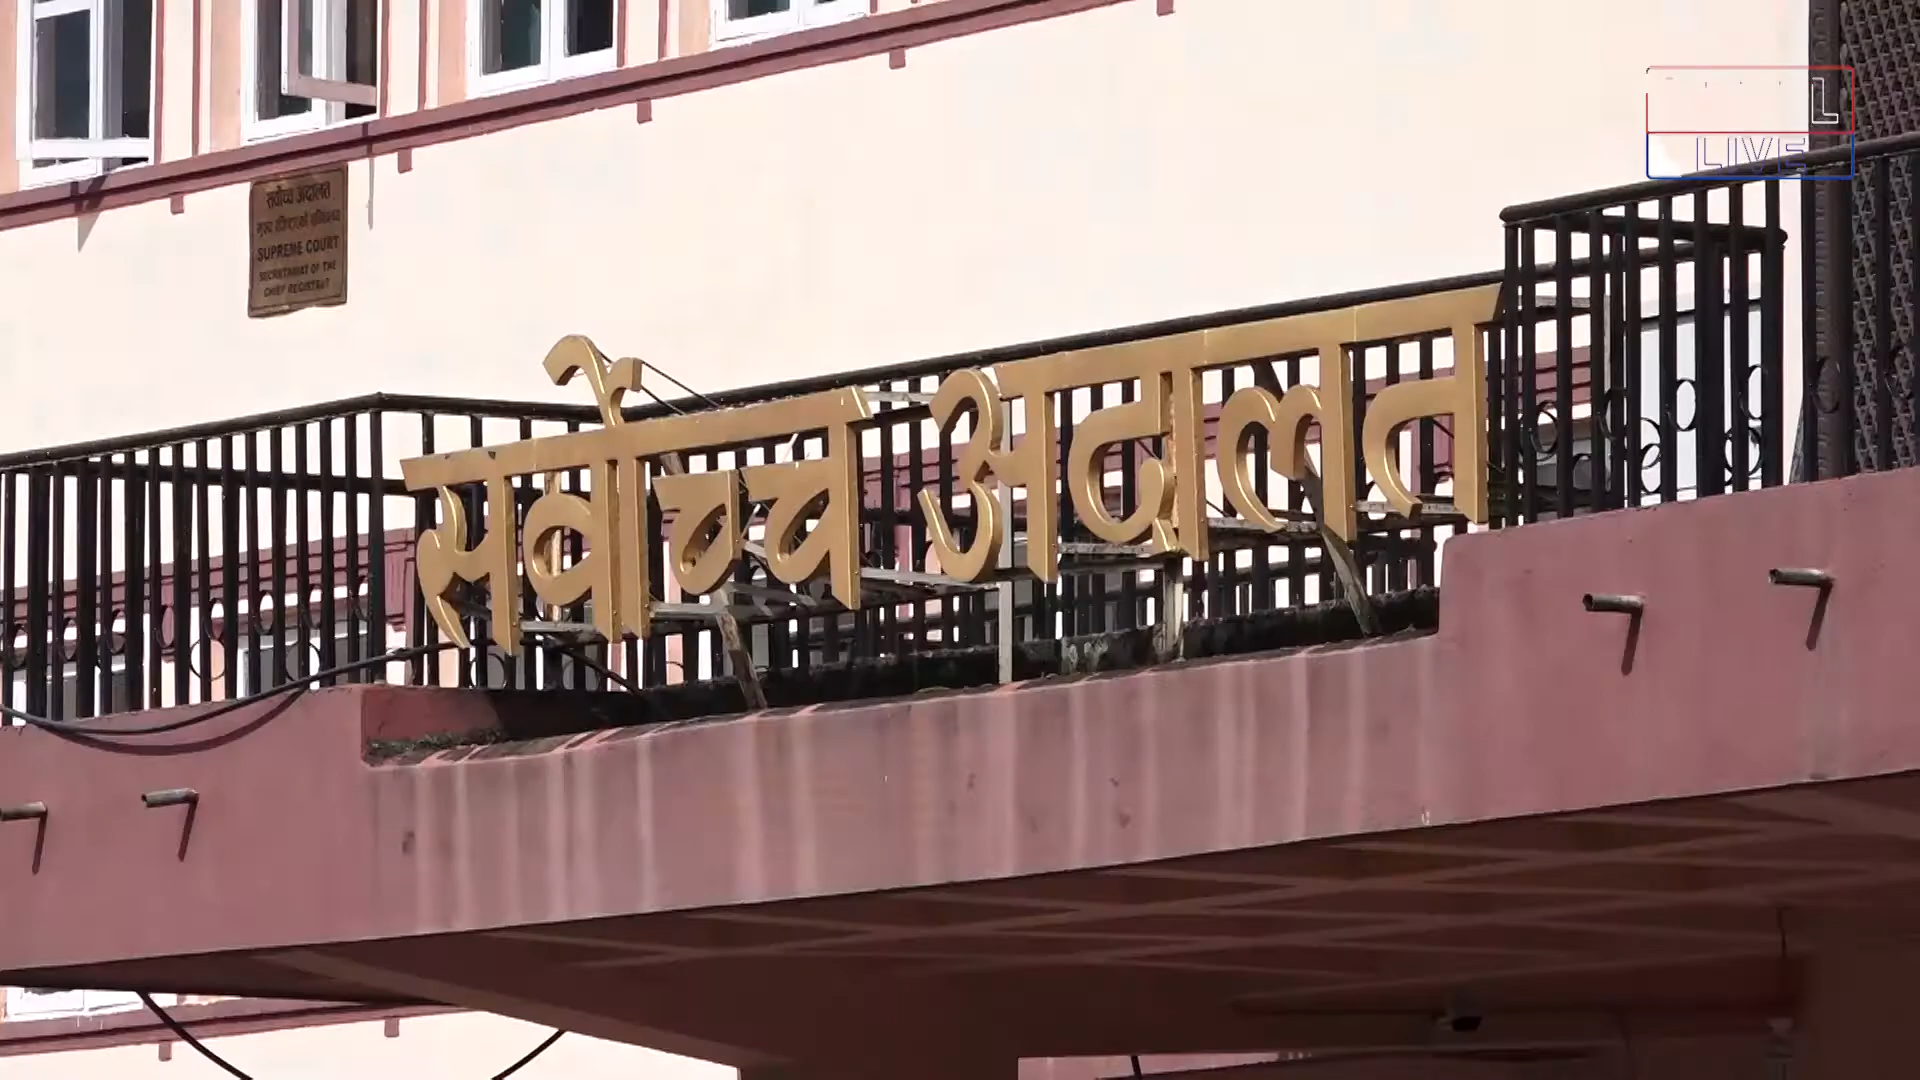 सर्वोच्च अदालत
SUPREME COURT
SECRETARIAT OF THE
CHIEF REGISTRAR
सर्वोच्च अदालत
LIVE